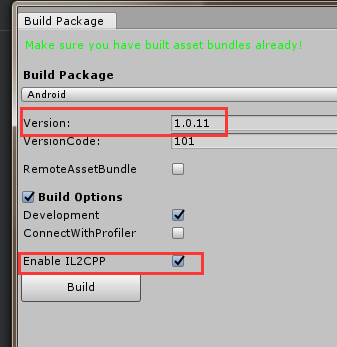 Build Package
Make sure you have built asset bundles already!
Build Package
Android
Version: 1.0.11
VersionCode: 101
RemoteAssetBundle
Build Options
Development
ConnectWithProfiler
Enable IL2CPP
Build